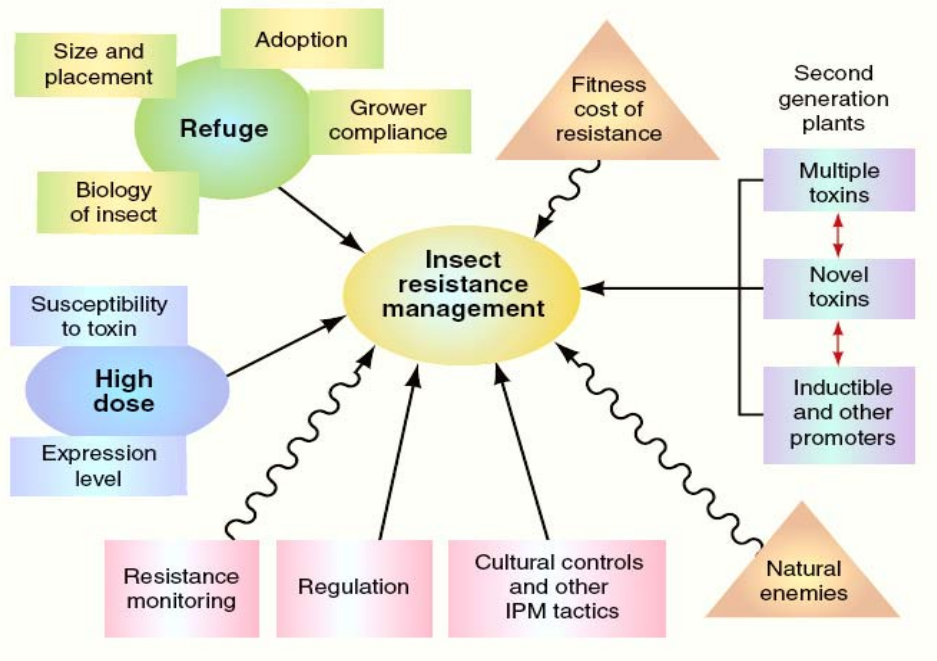 Size and
placement
Adoption
Refuge
Grower
compliance
Biology
of insect
Fitness
cost of
resistance
Second
generation
plants
Multiple
toxins
Novel
toxins
Inductible
and other
promoters
Insect
resistance
management
Susceptibility
to toxin
High
dose
Expression
level
Resistance
monitoring
Regulation
Cultural controls
and other
IPM tactics
Natural
enemies